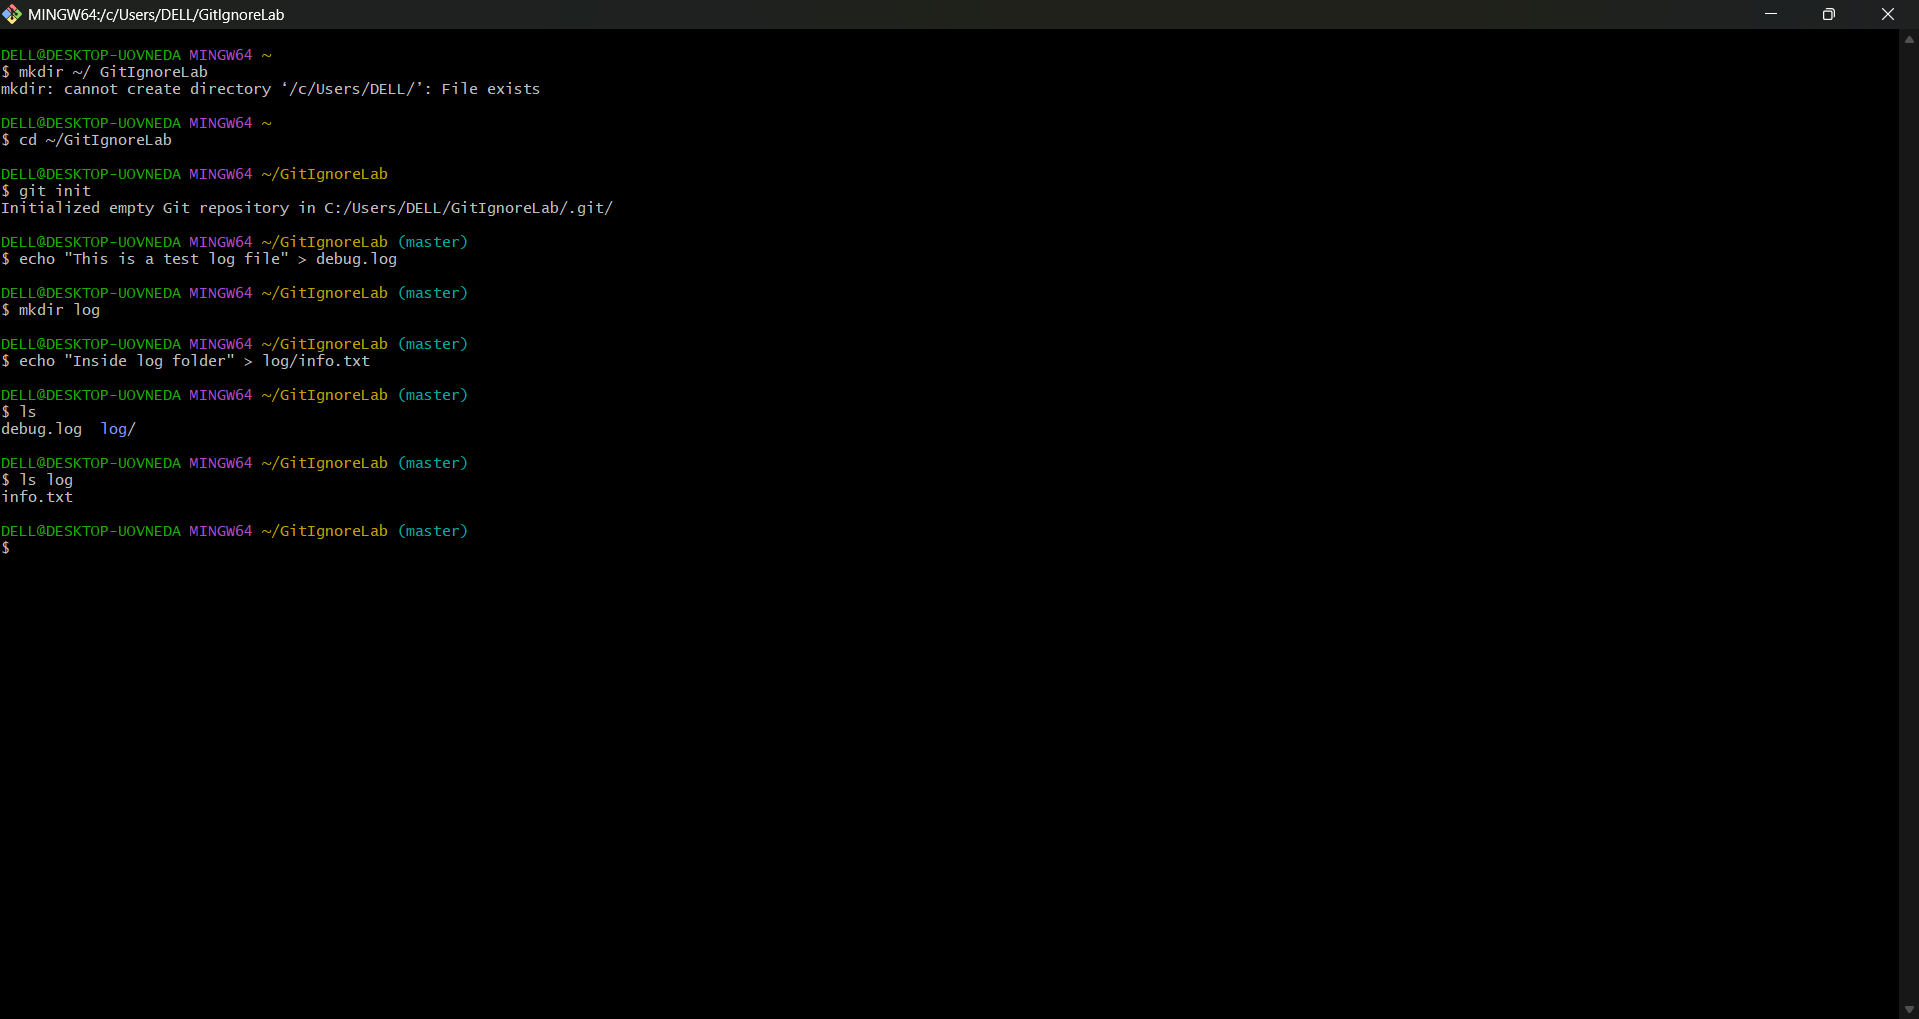 MINGW64:/c/Users/DELL/GitIgnoreLab
DELL@DESKTOP-UOVNEDA MINGW64 ~
$ mkdir ~/ GitIgnoreLab
mkdir: cannot create directory ‘/c/Users/DELL/’: File exists
DELL@DESKTOP-UOVNEDA MINGW64 ~
$ cd ~/GitIgnoreLab
DELL@DESKTOP-UOVNEDA MINGW64 ~/GitIgnoreLab
$ git init
Initialized empty Git repository in C:/Users/DELL/GitIgnoreLab/.git/
DELL@DESKTOP-UOVNEDA MINGW64 ~/GitIgnoreLab (master)
$ echo "This is a test log file" > debug.log
DELL@DESKTOP-UOVNEDA MINGW64 ~/GitIgnoreLab (master)
$ mkdir log
DELL@DESKTOP-UOVNEDA MINGW64 ~/GitIgnoreLab (master)
$ echo "Inside log folder" > log/info.txt
DELL@DESKTOP-UOVNEDA MINGW64 ~/GitIgnoreLab (master)
$ ls
debug.log  log/
DELL@DESKTOP-UOVNEDA MINGW64 ~/GitIgnoreLab (master)
$ ls log
info.txt
DELL@DESKTOP-UOVNEDA MINGW64 ~/GitIgnoreLab (master)
$